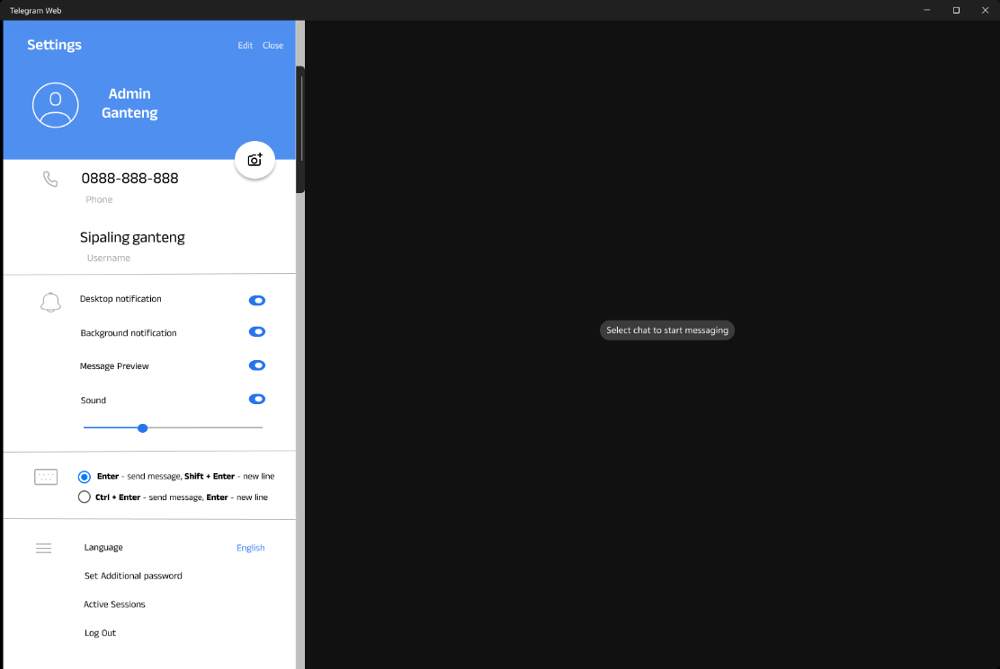 Telegram Web
Settings
Edit Close
Admin
Ganteng
0888-888-888
Phone
Sipaling ganteng
Username
Desktop notification
Background notification
Message Preview
Sound
Enter - send message, Shift + Enter - new line
Ctrl + Enter - send message, Enter - new line
Language English
Set Additional password
Active Sessions
Log Out
Select chat to start messaging